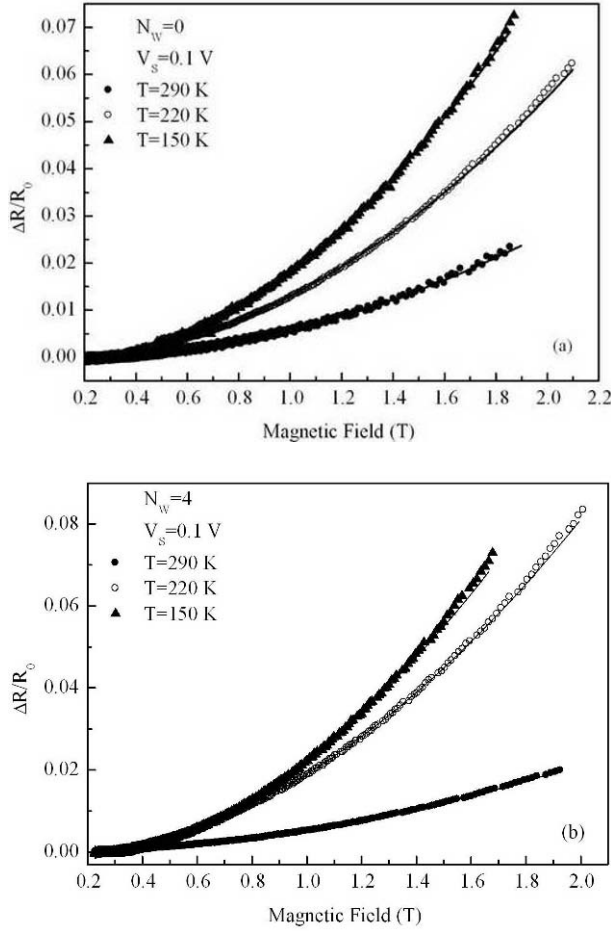 N_W=0
V_S=0.1 V
T=290 K
T=220 K
T=150 K
0.07
0.06
0.05
0.04
0.03
0.02
0.01
0.00
ΔR/R_0
(a)
0.2 0.4 0.6 0.8 1.0 1.2 1.4 1.6 1.8 2.0 2.2
Magnetic Field (T)
N_W=4
V_S=0.1 V
T=290 K
T=220 K
T=150 K
0.08
0.06
0.04
0.02
0.00
ΔR/R_0
(b)
0.2 0.4 0.6 0.8 1.0 1.2 1.4 1.6 1.8 2.0
Magnetic Field (T)